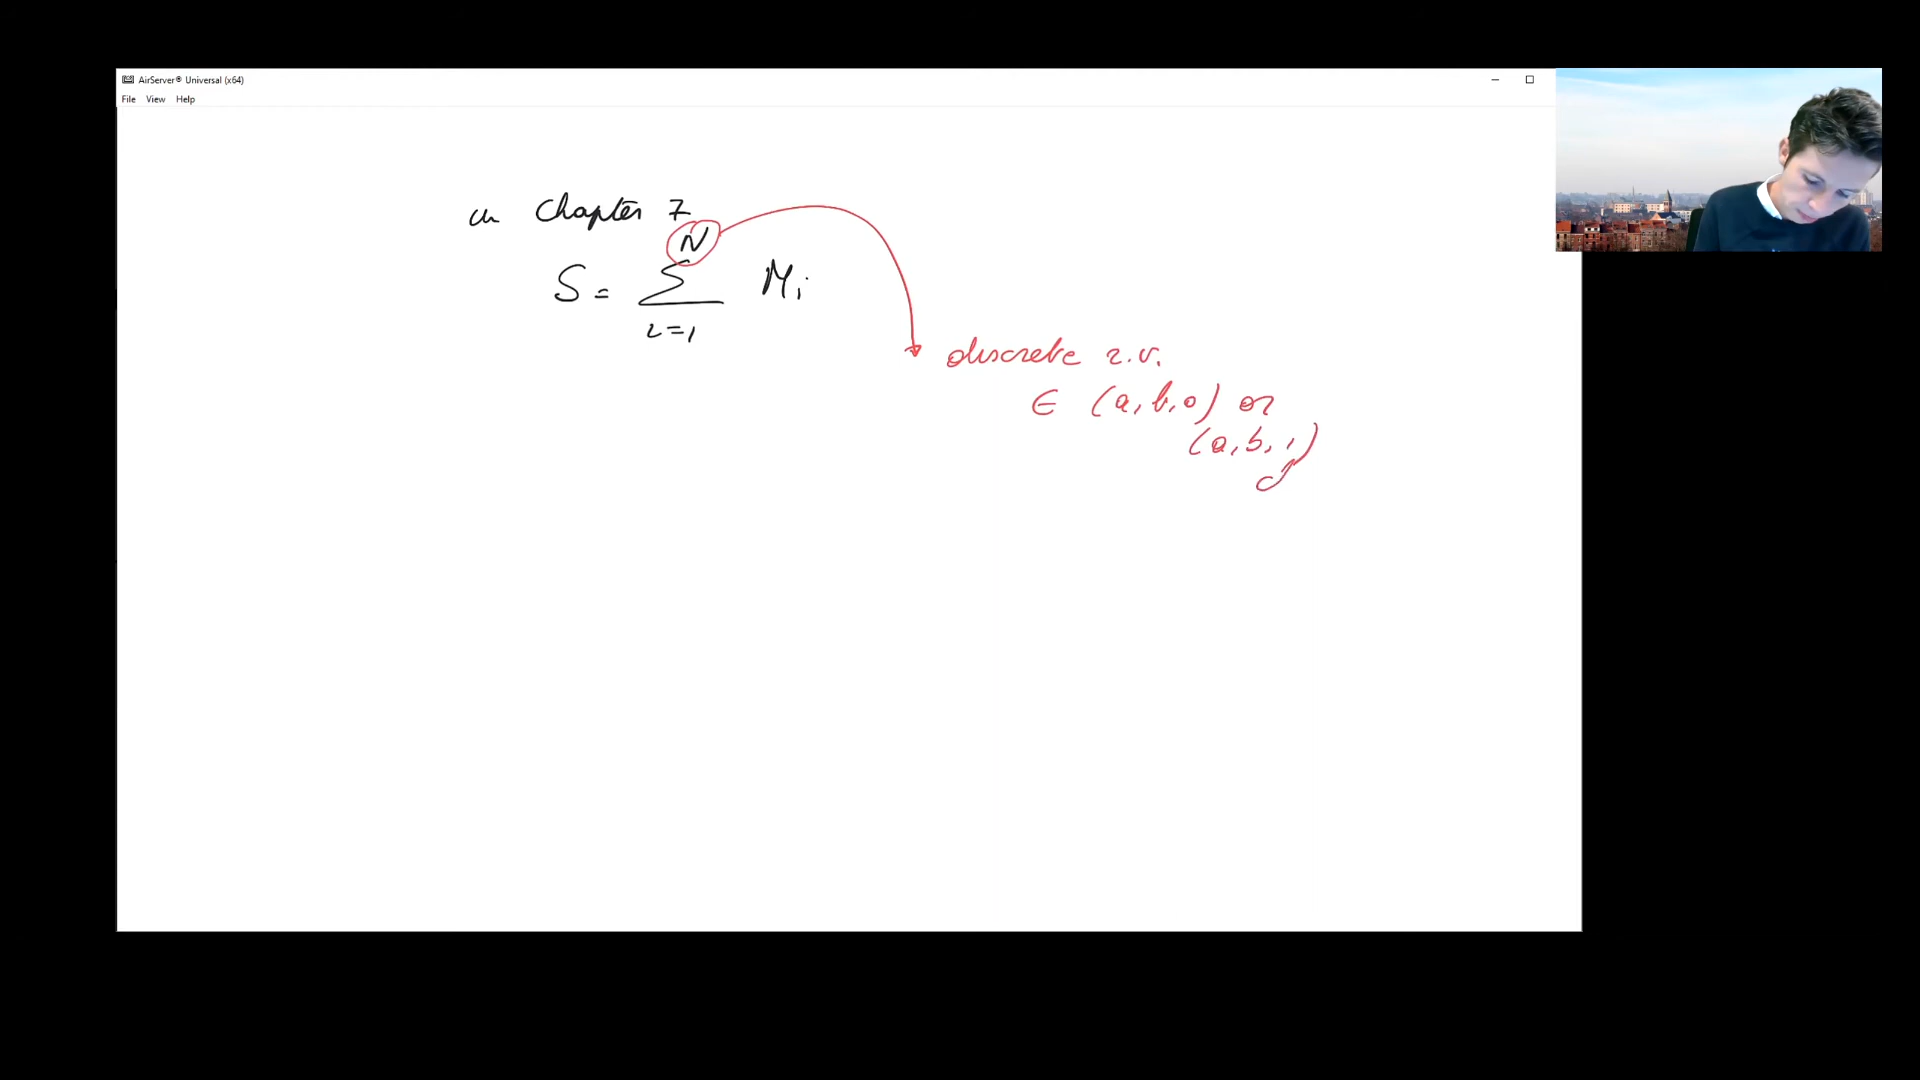 AirServer® Universal (x64)
File View Help
in Chapter 7
N
S = Σ Mi
i=1
discrete r.v.
∈ (a,b,0) or
(a,b,1)